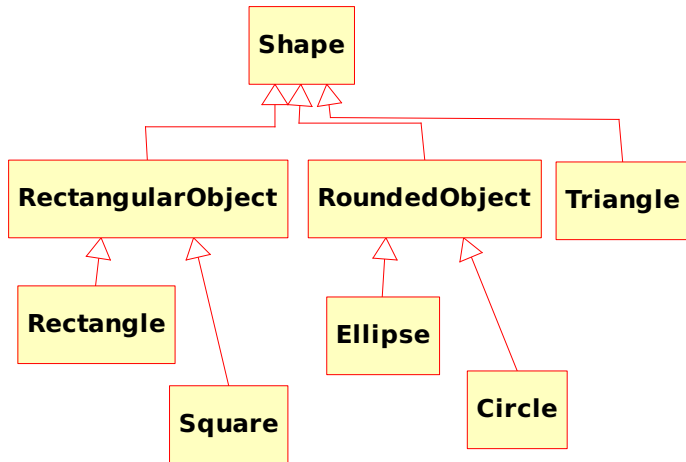 Shape
RectangularObject
RoundedObject
Triangle
Rectangle
Ellipse
Square
Circle